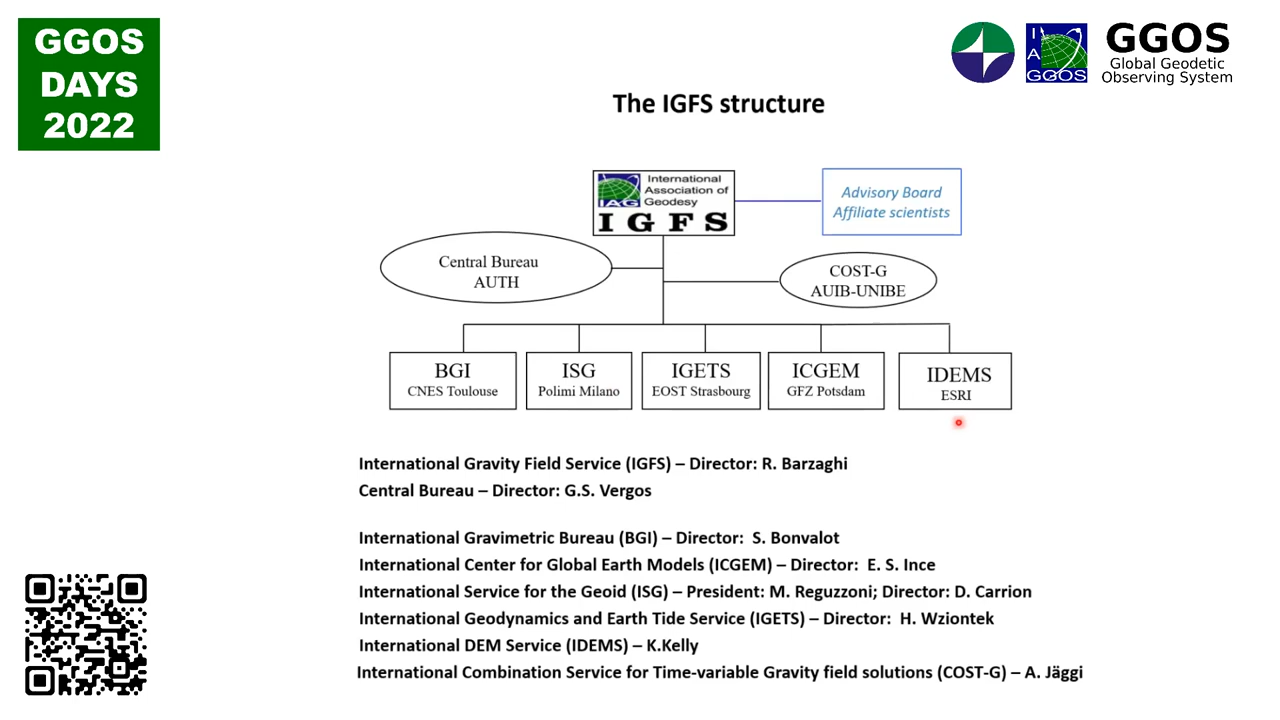 GGOS
DAYS
2022
I
A
GGOS
GGOS
Global Geodetic
Observing System
The IGFS structure
International
Association of
Geodesy
IAG
I G F S
Advisory Board
Affiliate scientists
Central Bureau
AUTH
COST-G
AUIB-UNIBE
BGI
CNES Toulouse
ISG
Polimi Milano
IGETS
EOST Strasbourg
ICGEM
GFZ Potsdam
IDEMS
ESRI
International Gravity Field Service (IGFS) – Director: R. Barzaghi
Central Bureau – Director: G.S. Vergos
International Gravimetric Bureau (BGI) – Director:  S. Bonvalot
International Center for Global Earth Models (ICGEM) – Director:  E. S. Ince
International Service for the Geoid (ISG) – President: M. Reguzzoni; Director: D. Carrion
International Geodynamics and Earth Tide Service (IGETS) – Director:  H. Wziontek
International DEM Service (IDEMS) – K.Kelly
International Combination Service for Time-variable Gravity field solutions (COST-G) – A. Jäggi